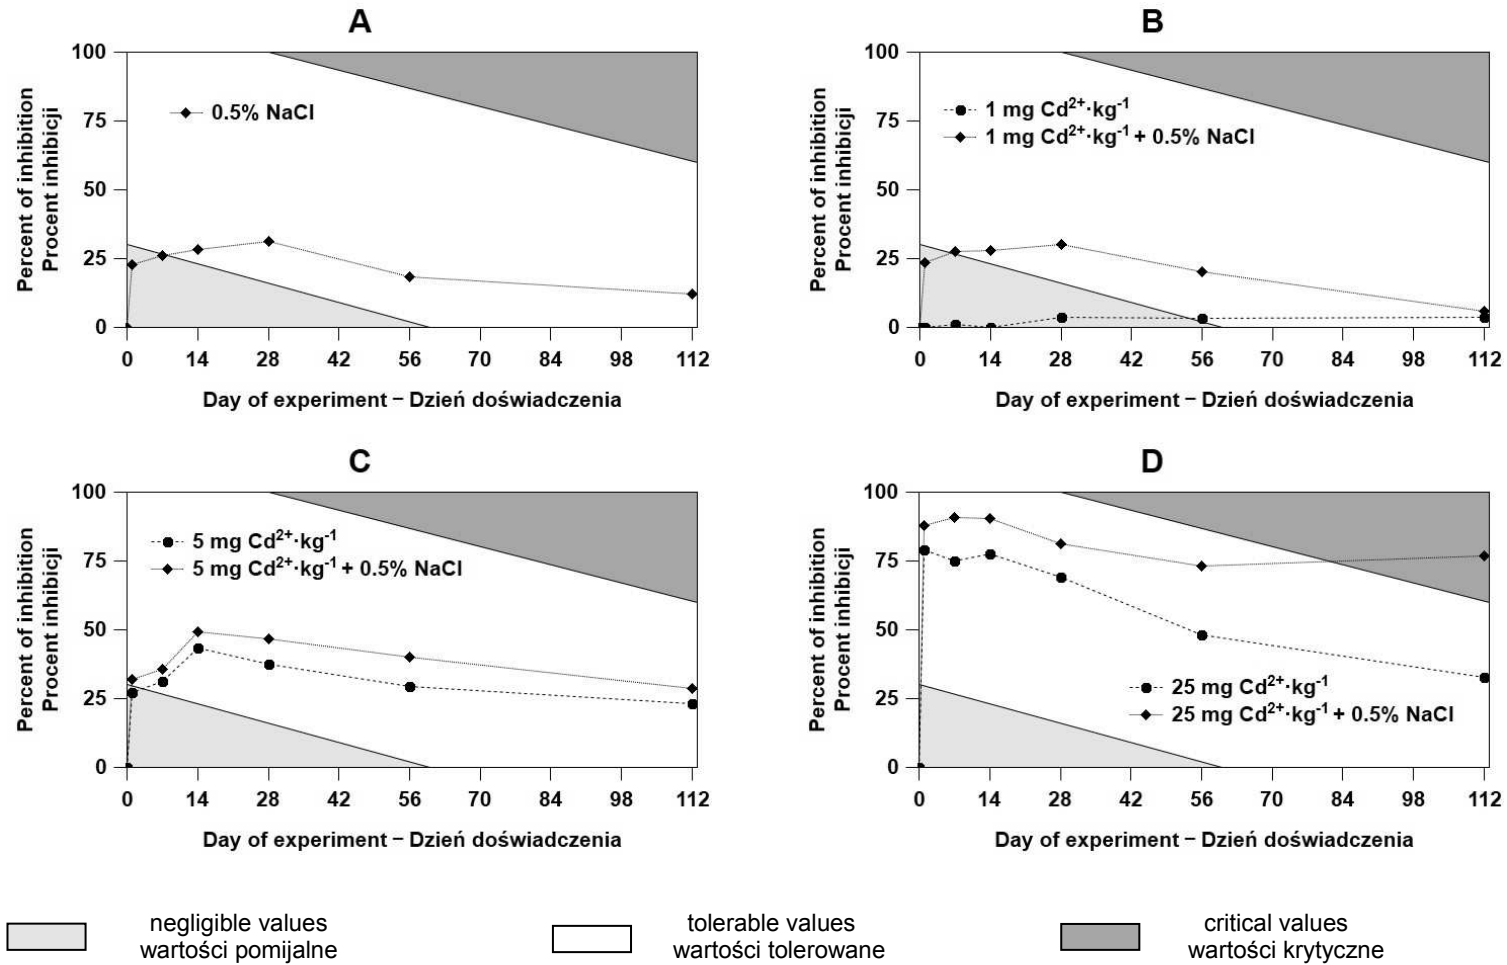 A
Percent of inhibition
Procent inhibicji
100
75
50
25
0
0.5% NaCl
0 14 28 42 56 70 84 98 112
Day of experiment – Dzień doświadczenia
B
Percent of inhibition
Procent inhibicji
100
75
50
25
0
1 mg Cd²⁺·kg⁻¹
1 mg Cd²⁺·kg⁻¹ + 0.5% NaCl
0 14 28 42 56 70 84 98 112
Day of experiment – Dzień doświadczenia
C
Percent of inhibition
Procent inhibicji
100
75
50
25
0
5 mg Cd²⁺·kg⁻¹
5 mg Cd²⁺·kg⁻¹ + 0.5% NaCl
0 14 28 42 56 70 84 98 112
Day of experiment – Dzień doświadczenia
D
Percent of inhibition
Procent inhibicji
100
75
50
25
0
25 mg Cd²⁺·kg⁻¹
25 mg Cd²⁺·kg⁻¹ + 0.5% NaCl
0 14 28 42 56 70 84 98 112
Day of experiment – Dzień doświadczenia
negligible values
wartości pomijalne
tolerable values
wartości tolerowane
critical values
wartości krytyczne